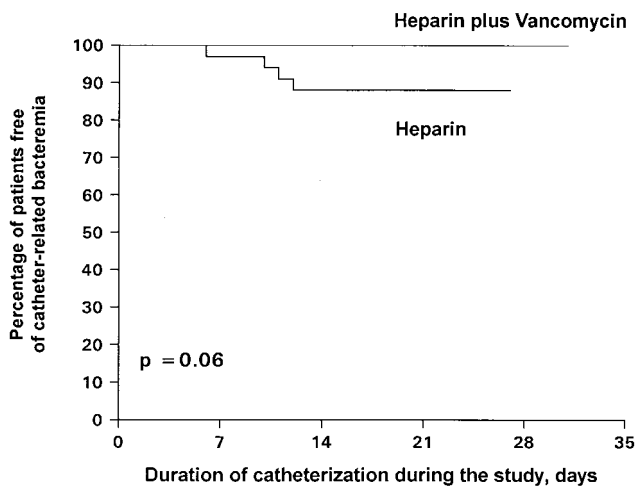 Heparin plus Vancomycin
100
90
80
70
60
50
40
30
20
10
0
Percentage of patients free
of catheter-related bacteremia
Heparin
p = 0.06
0 7 14 21 28 35
Duration of catheterization during the study, days